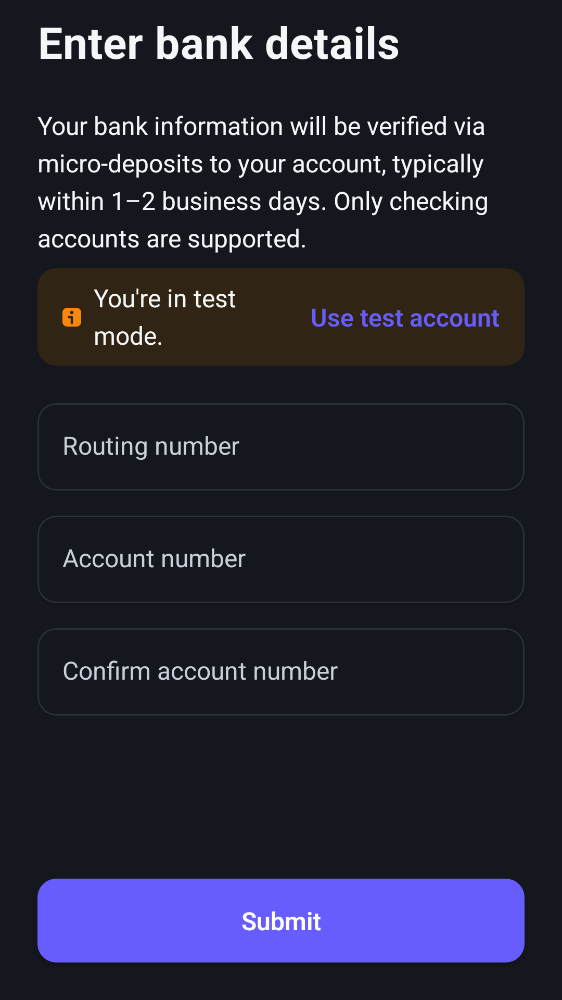 Enter bank details
Your bank information will be verified via
micro-deposits to your account, typically
within 1–2 business days. Only checking
accounts are supported.
You're in test
mode.
Use test account
Routing number
Account number
Confirm account number
Submit